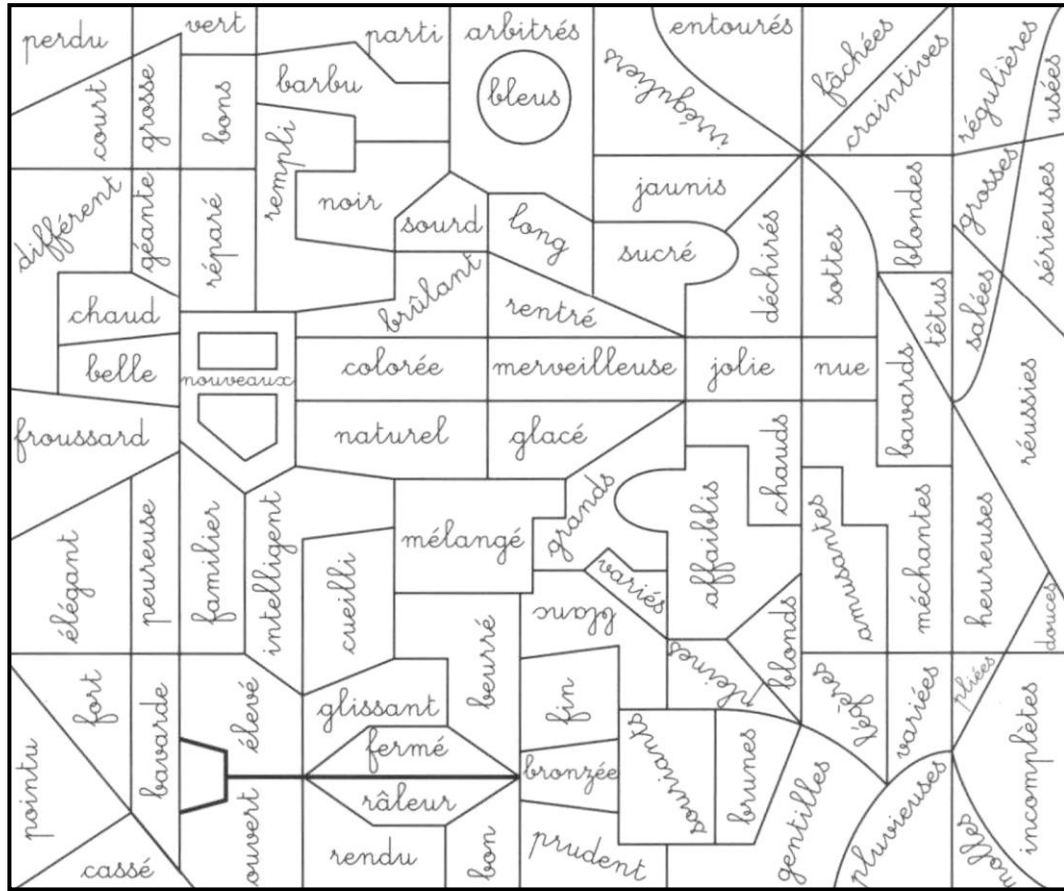 perdu
vert
parti
arbitrés
entourés
fâchées
craintives
régulières
usées
court
grosse
bons
barbu
bleus
irréguliers
rempli
différent
géante
réparé
noir
sourd
long
jaunis
sucré
déchirés
sottes
blondes
grosses
sérieuses
chaud
brûlant
rentré
têtus
salées
belle
nouveaux
colorée
merveilleuse
jolie
nue
bavards
réussies
froussard
naturel
glacé
chauds
grands
affaiblis
élégant
peureuse
familier
intelligent
cueilli
mélangé
variés
amusantes
méchantes
heureuses
douces
blanc
beurré
pleines
blonds
légères
variées
pliées
fort
bavarde
élevé
glissant
fin
fermé
bronzée
souriants
brunes
gentilles
pluvieuses
molles
incomplètes
pointu
râleur
cassé
ouvert
rendu
bon
prudent